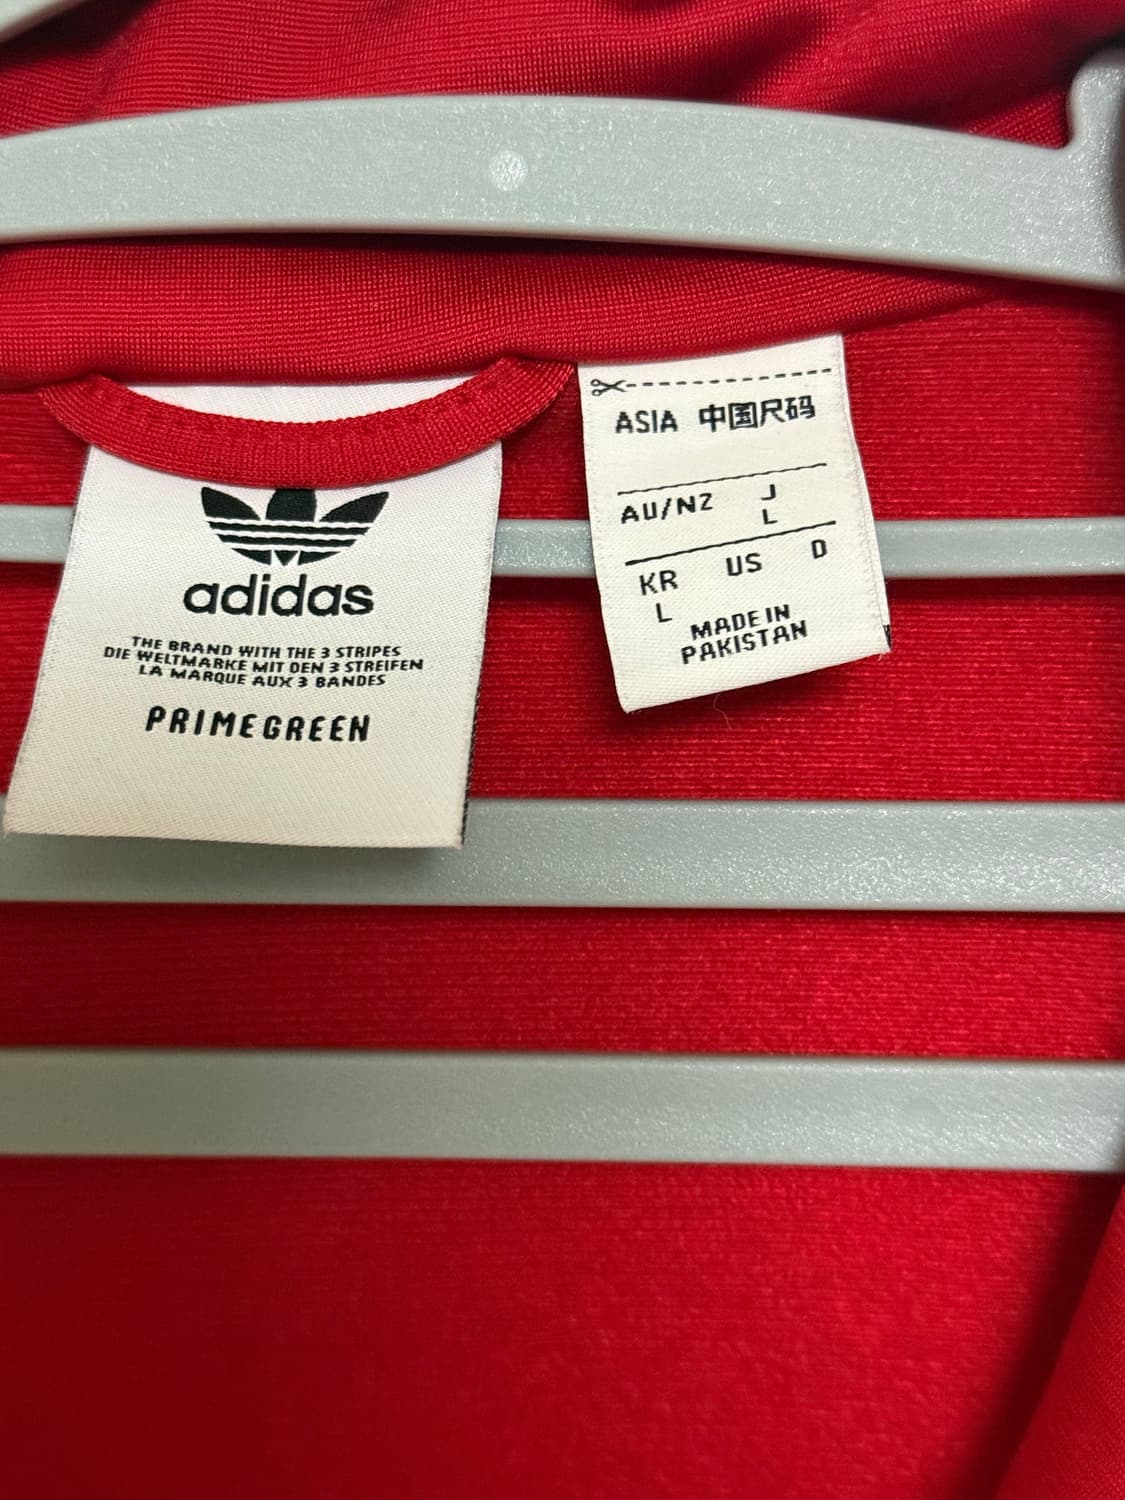 adidas
THE BRAND WITH THE 3 STRIPES
DIE WELTMARKE MIT DEN 3 STREIFEN
LA MARQUE AUX 3 BANDES
PRIMEGREEN
ASIA 中国尺码
AU/NZ J
L
KR US D
L
MADE IN
PAKISTAN